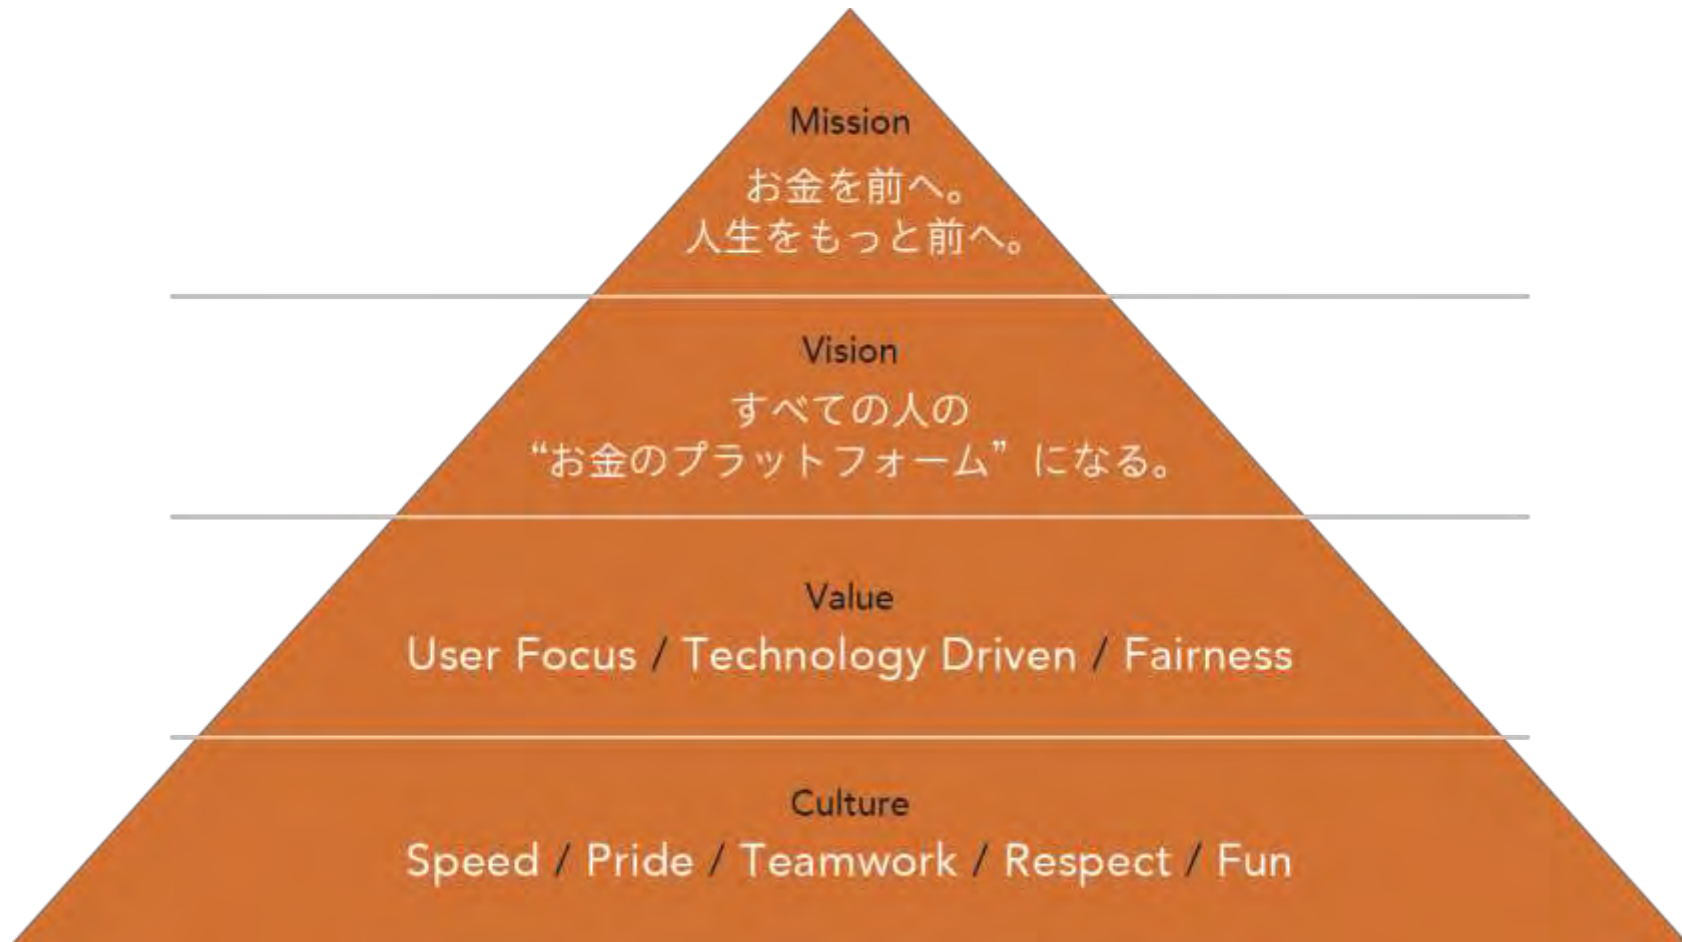 Mission
お金を前へ。
人生をもっと前へ。
Vision
すべての人の
“お金のプラットフォーム”になる。
Value
User Focus / Technology Driven / Fairness
Culture
Speed / Pride / Teamwork / Respect / Fun